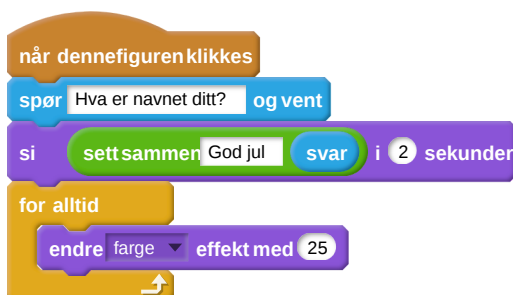 når denne figuren klikkes
spør Hva er navnet ditt? og vent
si sett sammen God jul svar i 2 sekunder
for alltid
endre farge effekt med 25